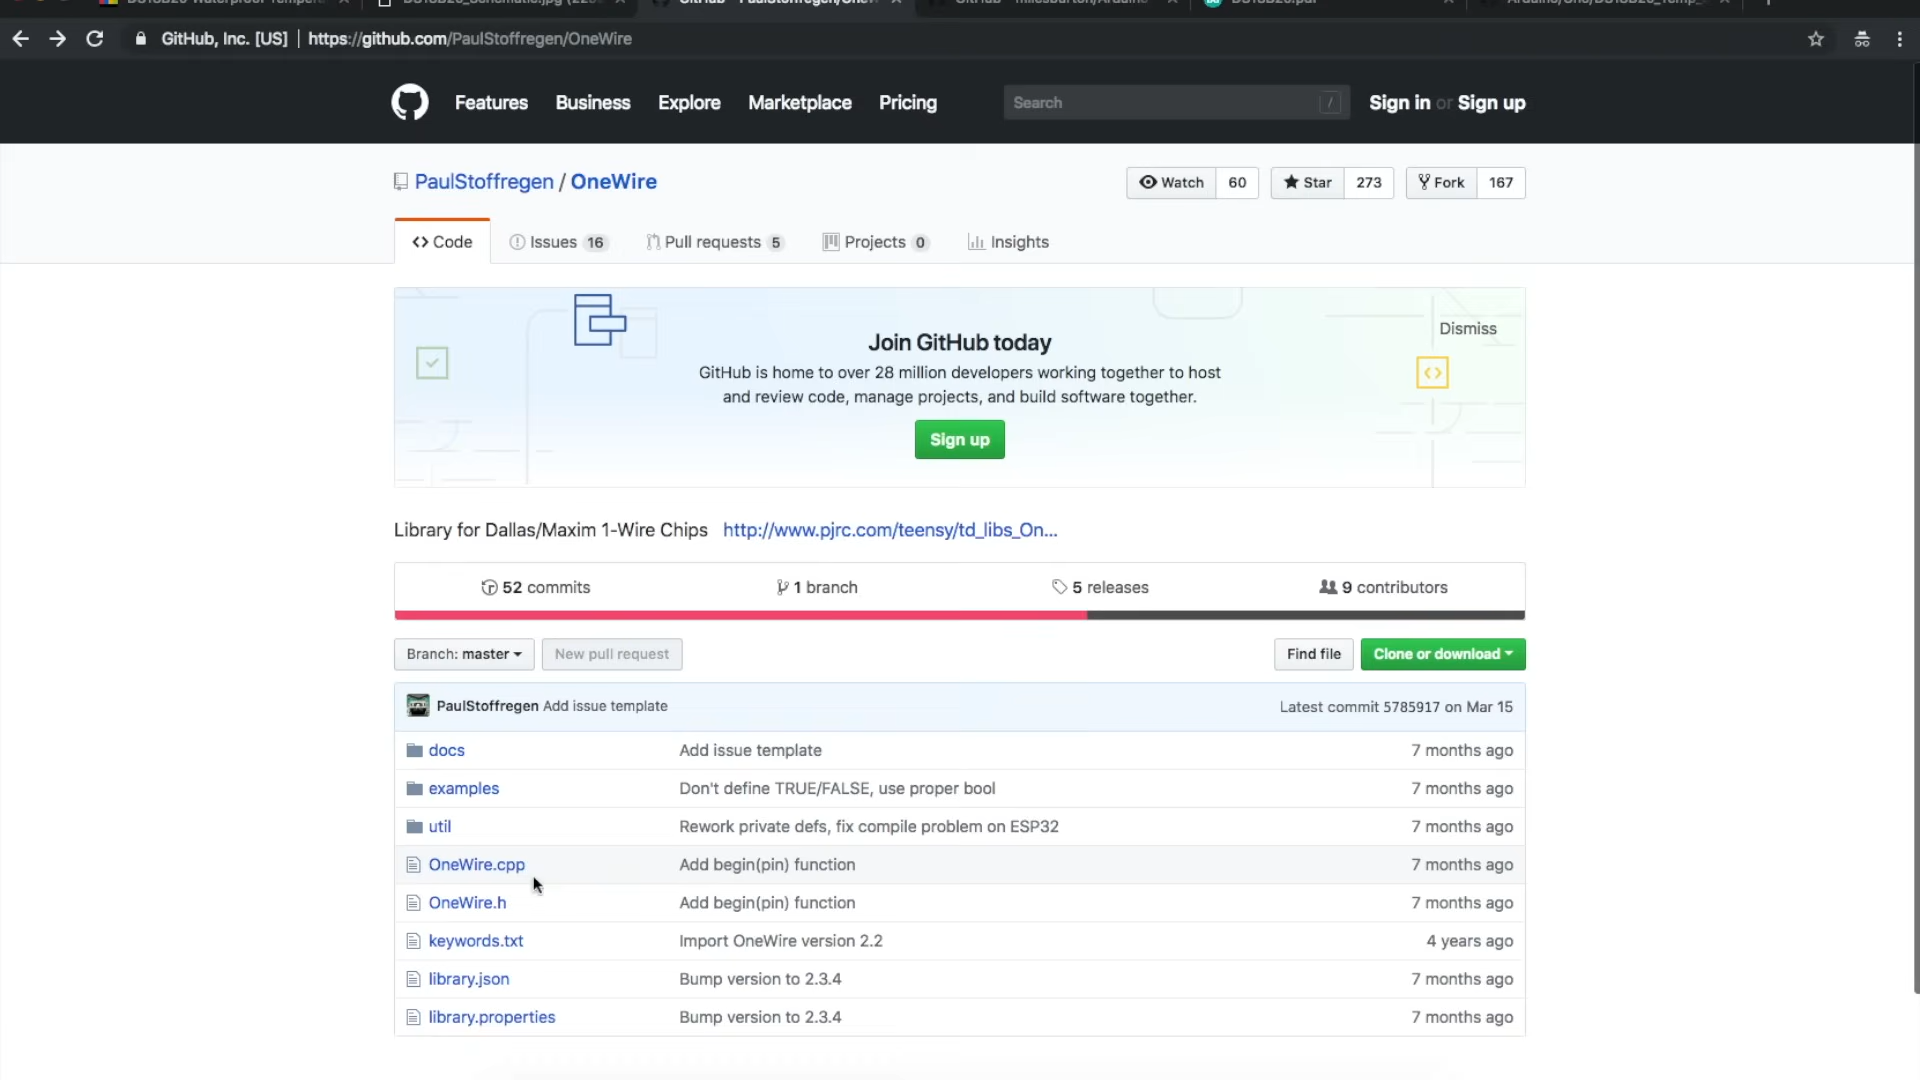 GitHub, Inc. [US] | https://github.com/PaulStoffregen/OneWire
Features Business Explore Marketplace Pricing Search / Sign in or Sign up
PaulStoffregen / OneWire
Watch 60 Star 273 Fork 167
Code Issues 16 Pull requests 5 Projects 0 Insights
Dismiss
Join GitHub today
GitHub is home to over 28 million developers working together to host
and review code, manage projects, and build software together.
Sign up
Library for Dallas/Maxim 1-Wire Chips http://www.pjrc.com/teensy/td_libs_On...
52 commits 1 branch 5 releases 9 contributors
Branch: master New pull request Find file Clone or download
PaulStoffregen Add issue template Latest commit 5785917 on Mar 15
docs Add issue template 7 months ago
examples Don't define TRUE/FALSE, use proper bool 7 months ago
util Rework private defs, fix compile problem on ESP32 7 months ago
OneWire.cpp Add begin(pin) function 7 months ago
OneWire.h Add begin(pin) function 7 months ago
keywords.txt Import OneWire version 2.2 4 years ago
library.json Bump version to 2.3.4 7 months ago
library.properties Bump version to 2.3.4 7 months ago